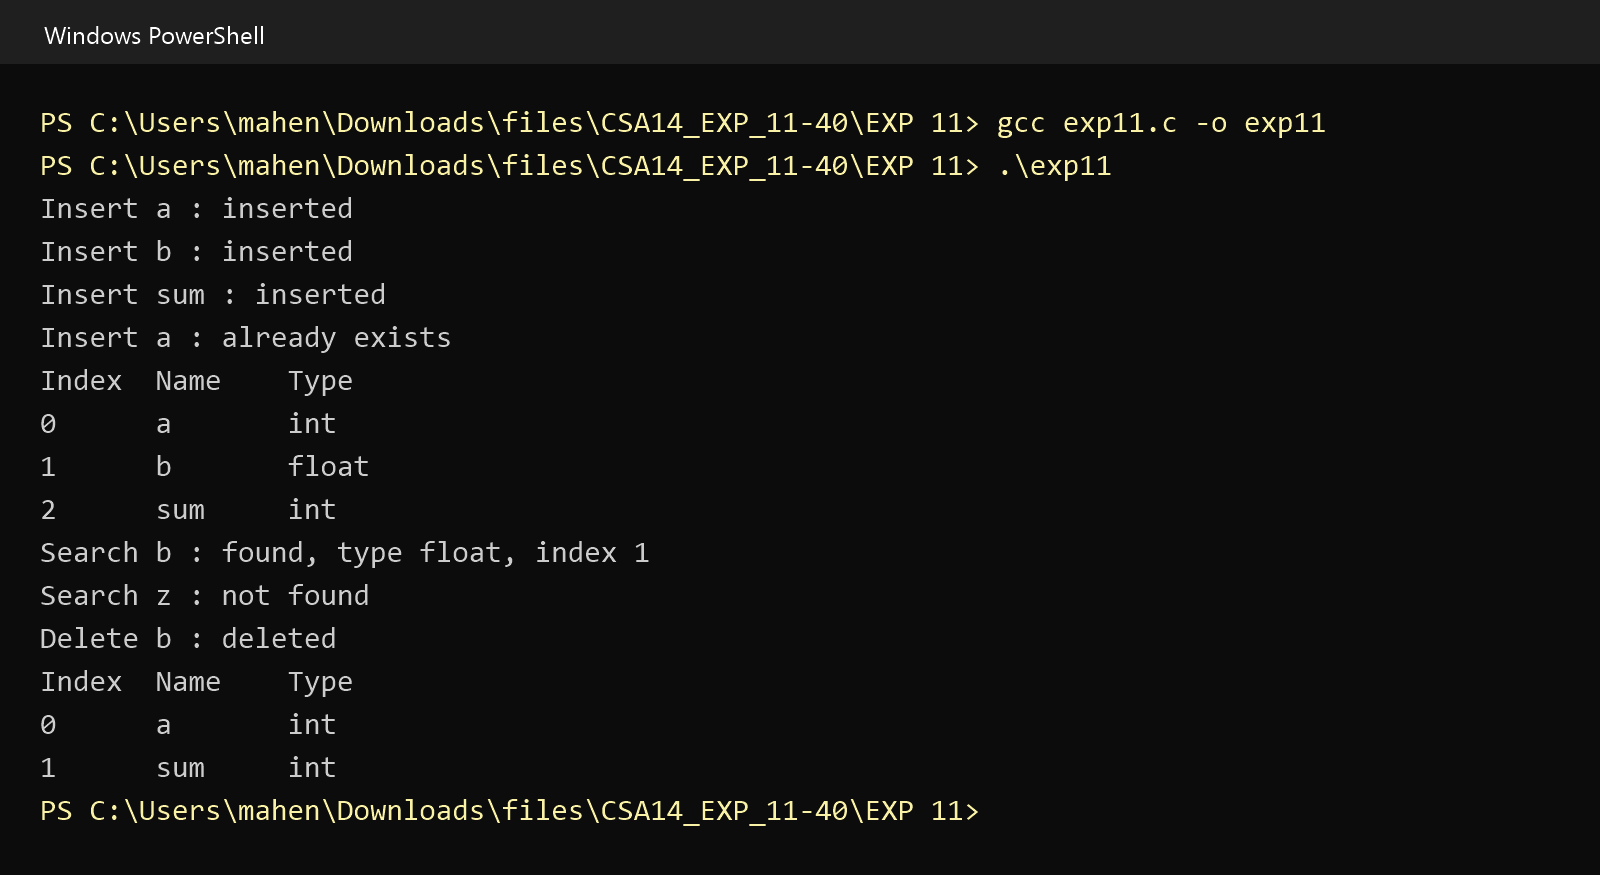 Windows PowerShell
PS C:\Users\mahen\Downloads\files\CSA14_EXP_11-40\EXP 11> gcc exp11.c -o exp11
PS C:\Users\mahen\Downloads\files\CSA14_EXP_11-40\EXP 11> .\exp11
Insert a : inserted
Insert b : inserted
Insert sum : inserted
Insert a : already exists
Index  Name    Type
0      a       int
1      b       float
2      sum     int
Search b : found, type float, index 1
Search z : not found
Delete b : deleted
Index  Name    Type
0      a       int
1      sum     int
PS C:\Users\mahen\Downloads\files\CSA14_EXP_11-40\EXP 11>